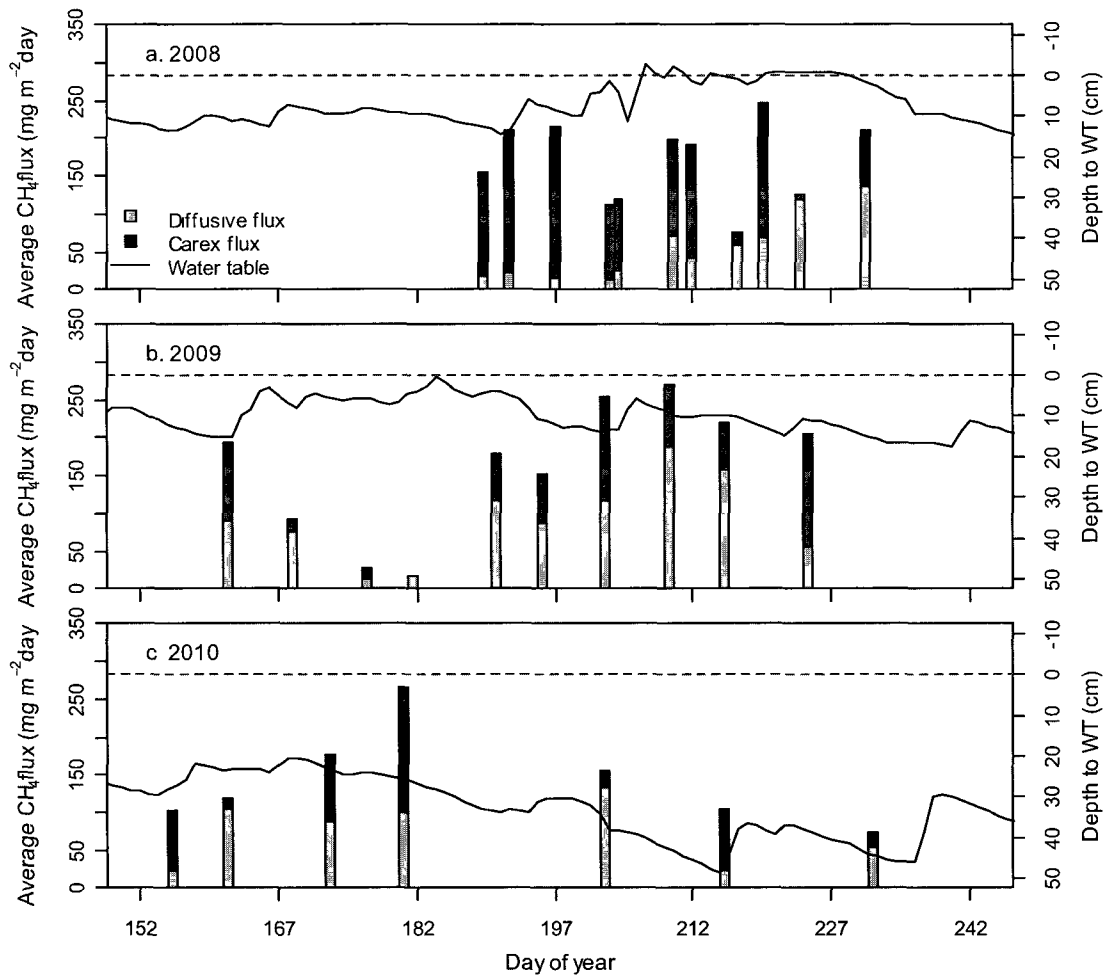 a. 2008
Diffusive flux
Carex flux
Water table
Average CH₄flux (mg m⁻²day
0 50 150 250 350
Depth to WT (cm)
-10 0 10 20 30 40 50
b. 2009
Average CH₄flux (mg m⁻²day
0 50 150 250 350
Depth to WT (cm)
-10 0 10 20 30 40 50
c 2010
Average CH₄flux (mg m⁻²day
0 50 150 250 350
Depth to WT (cm)
-10 0 10 20 30 40 50
152 167 182 197 212 227 242
Day of year